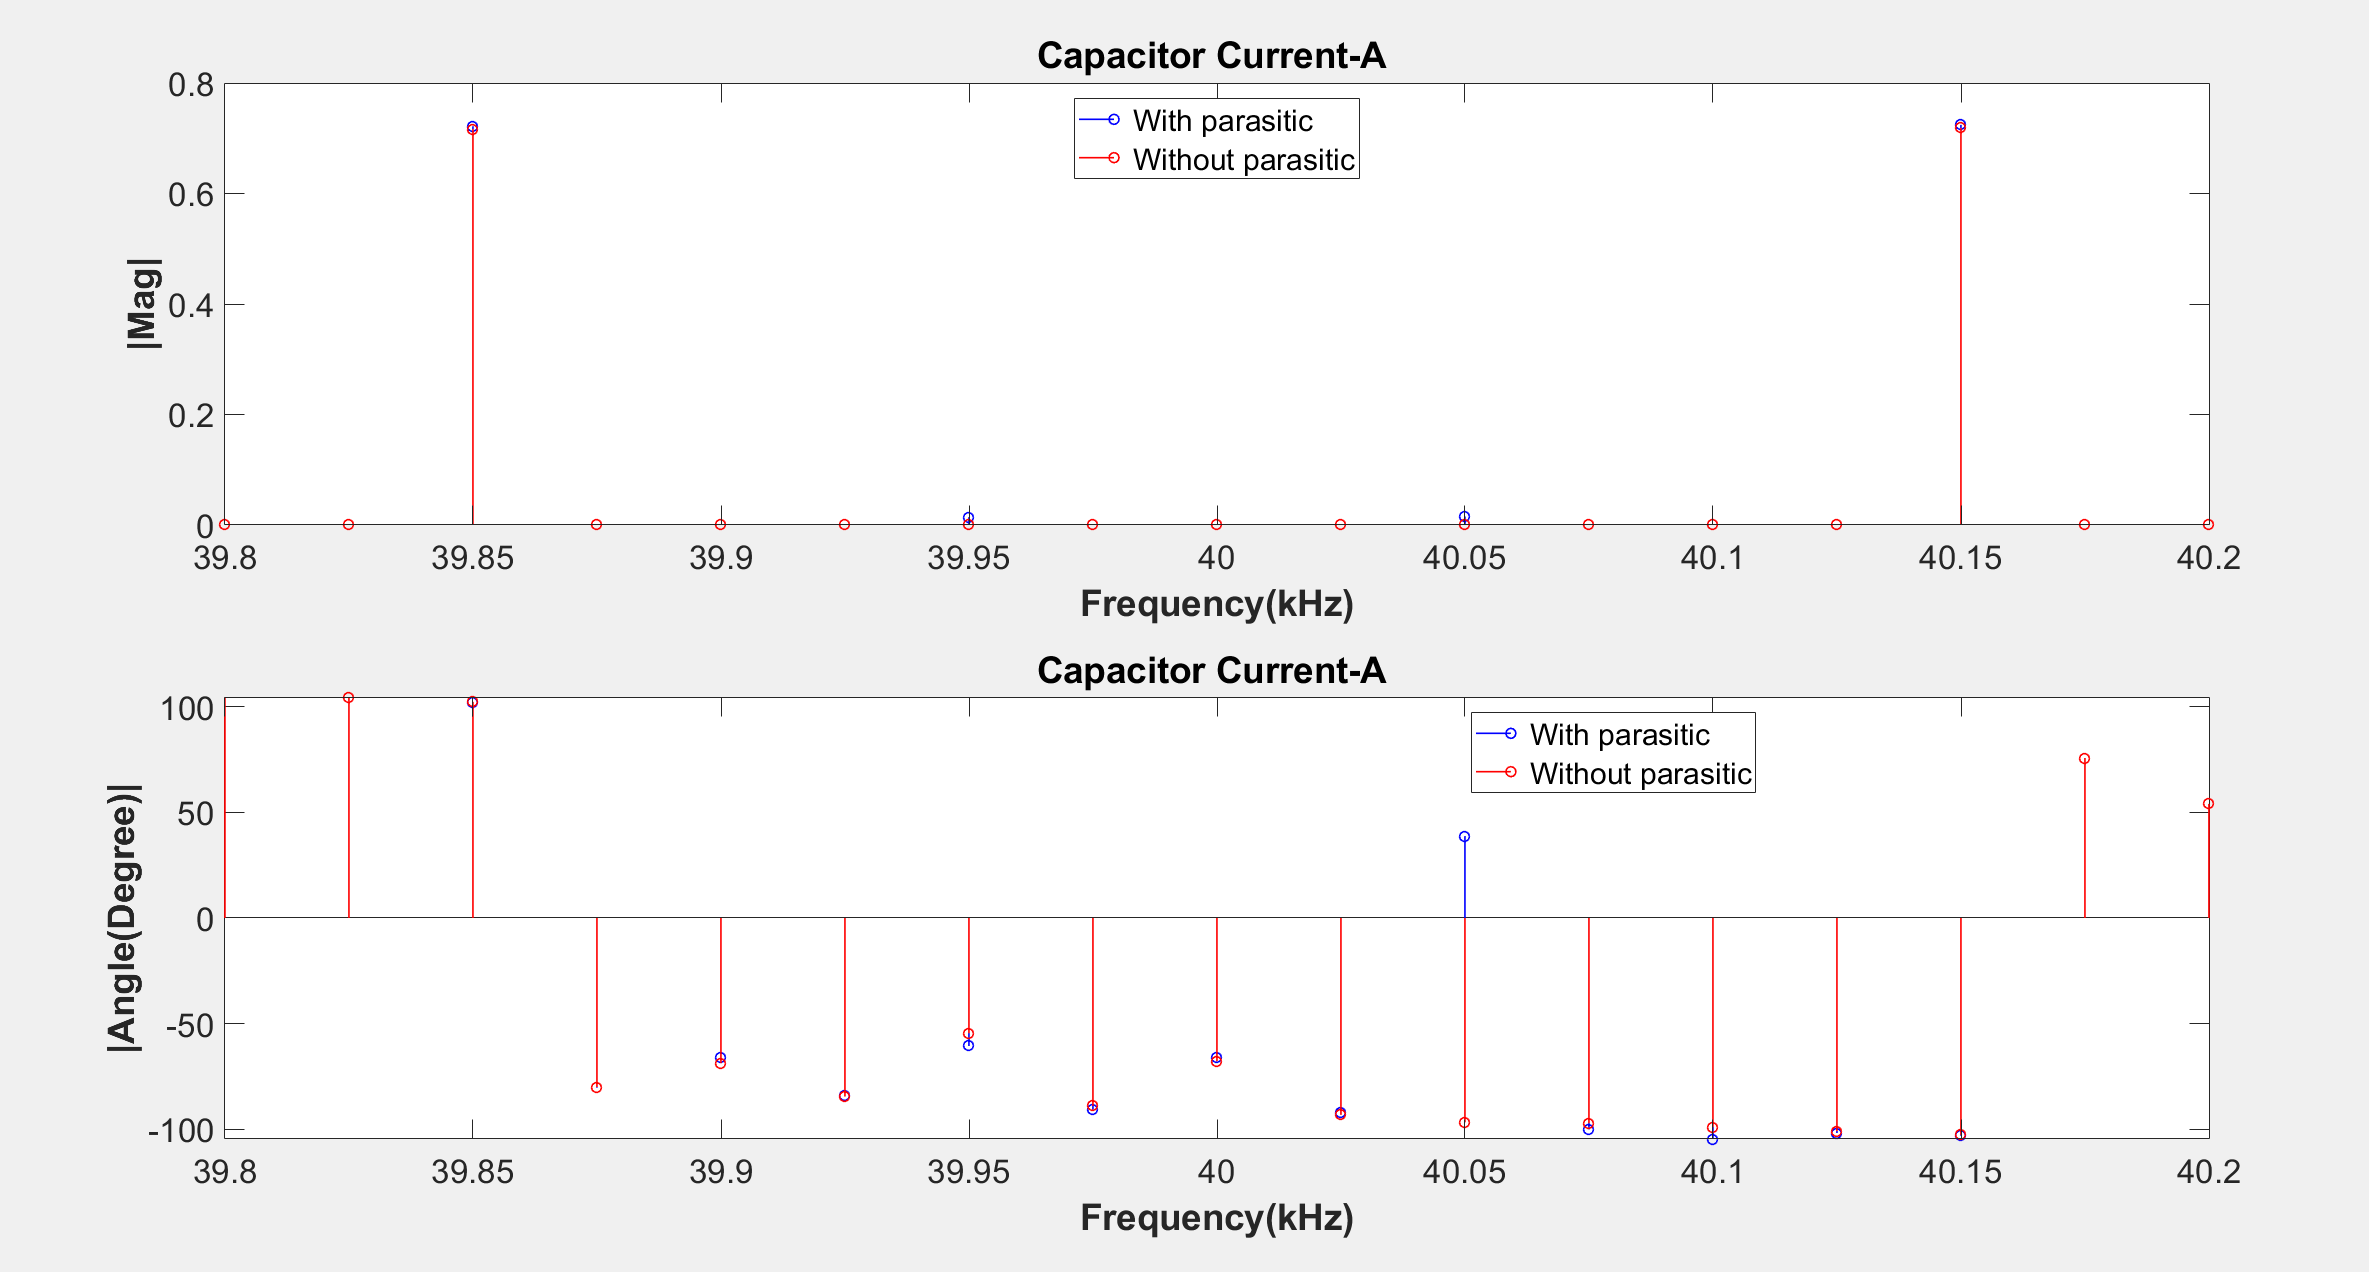 Capacitor Current-A
With parasitic
Without parasitic
|Mag|
0.8
0.6
0.4
0.2
0
39.8 39.85 39.9 39.95 40 40.05 40.1 40.15 40.2
Frequency(kHz)
Capacitor Current-A
With parasitic
Without parasitic
|Angle(Degree)|
100
50
0
-50
-100
39.8 39.85 39.9 39.95 40 40.05 40.1 40.15 40.2
Frequency(kHz)